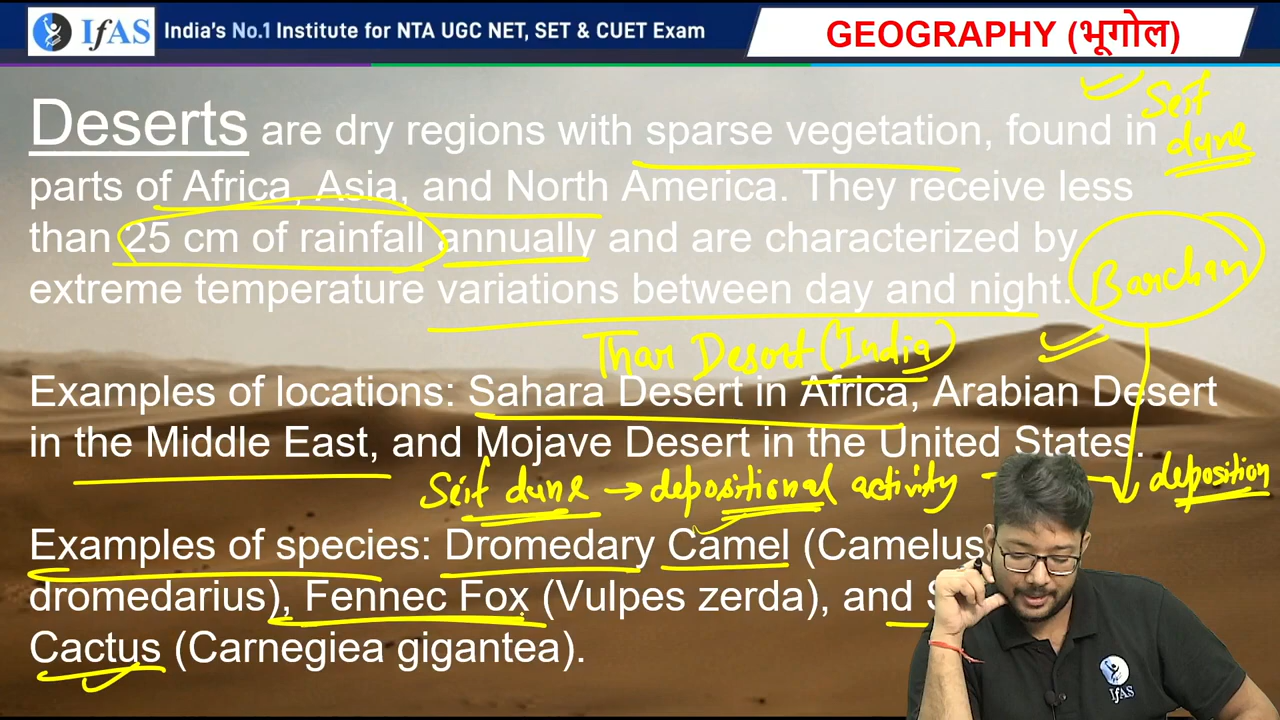 IfAS India's No.1 Institute for NTA UGC NET, SET & CUET Exam
GEOGRAPHY (भूगोल)
Seif
dune
Deserts are dry regions with sparse vegetation, found in
parts of Africa, Asia, and North America. They receive less
than 25 cm of rainfall annually and are characterized by
extreme temperature variations between day and night.
Barchan
Thar Desert (India)
Examples of locations: Sahara Desert in Africa, Arabian Desert
in the Middle East, and Mojave Desert in the United States.
Seif dune → depositional activity
deposition
Examples of species: Dromedary Camel (Camelus
dromedarius), Fennec Fox (Vulpes zerda), and
Cactus (Carnegiea gigantea).
IfAS